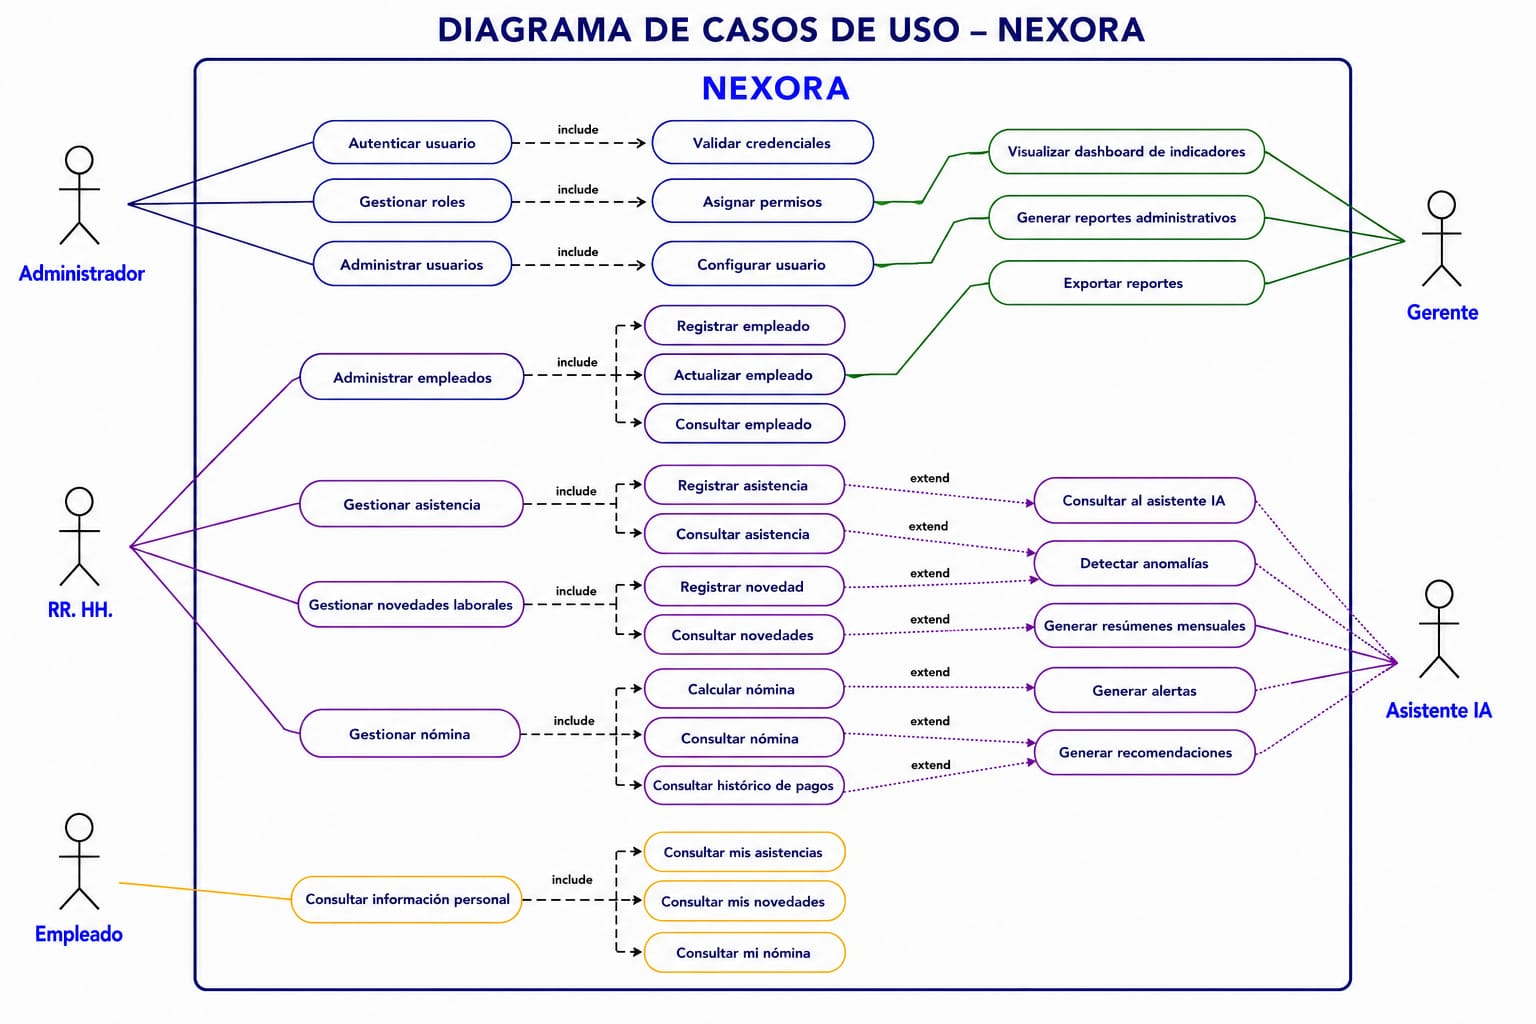 DIAGRAMA DE CASOS DE USO – NEXORA
NEXORA
Administrador
Autenticar usuario
include
Validar credenciales
Gestionar roles
include
Asignar permisos
Administrar usuarios
include
Configurar usuario
Visualizar dashboard de indicadores
Generar reportes administrativos
Exportar reportes
Gerente
RR. HH.
Administrar empleados
include
Registrar empleado
Actualizar empleado
Consultar empleado
Gestionar asistencia
include
Registrar asistencia
Consultar asistencia
Gestionar novedades laborales
include
Registrar novedad
Consultar novedades
Gestionar nómina
include
Calcular nómina
Consultar nómina
Consultar histórico de pagos
extend
extend
extend
extend
extend
extend
extend
Consultar al asistente IA
Detectar anomalías
Generar resúmenes mensuales
Generar alertas
Generar recomendaciones
Asistente IA
Empleado
Consultar información personal
include
Consultar mis asistencias
Consultar mis novedades
Consultar mi nómina